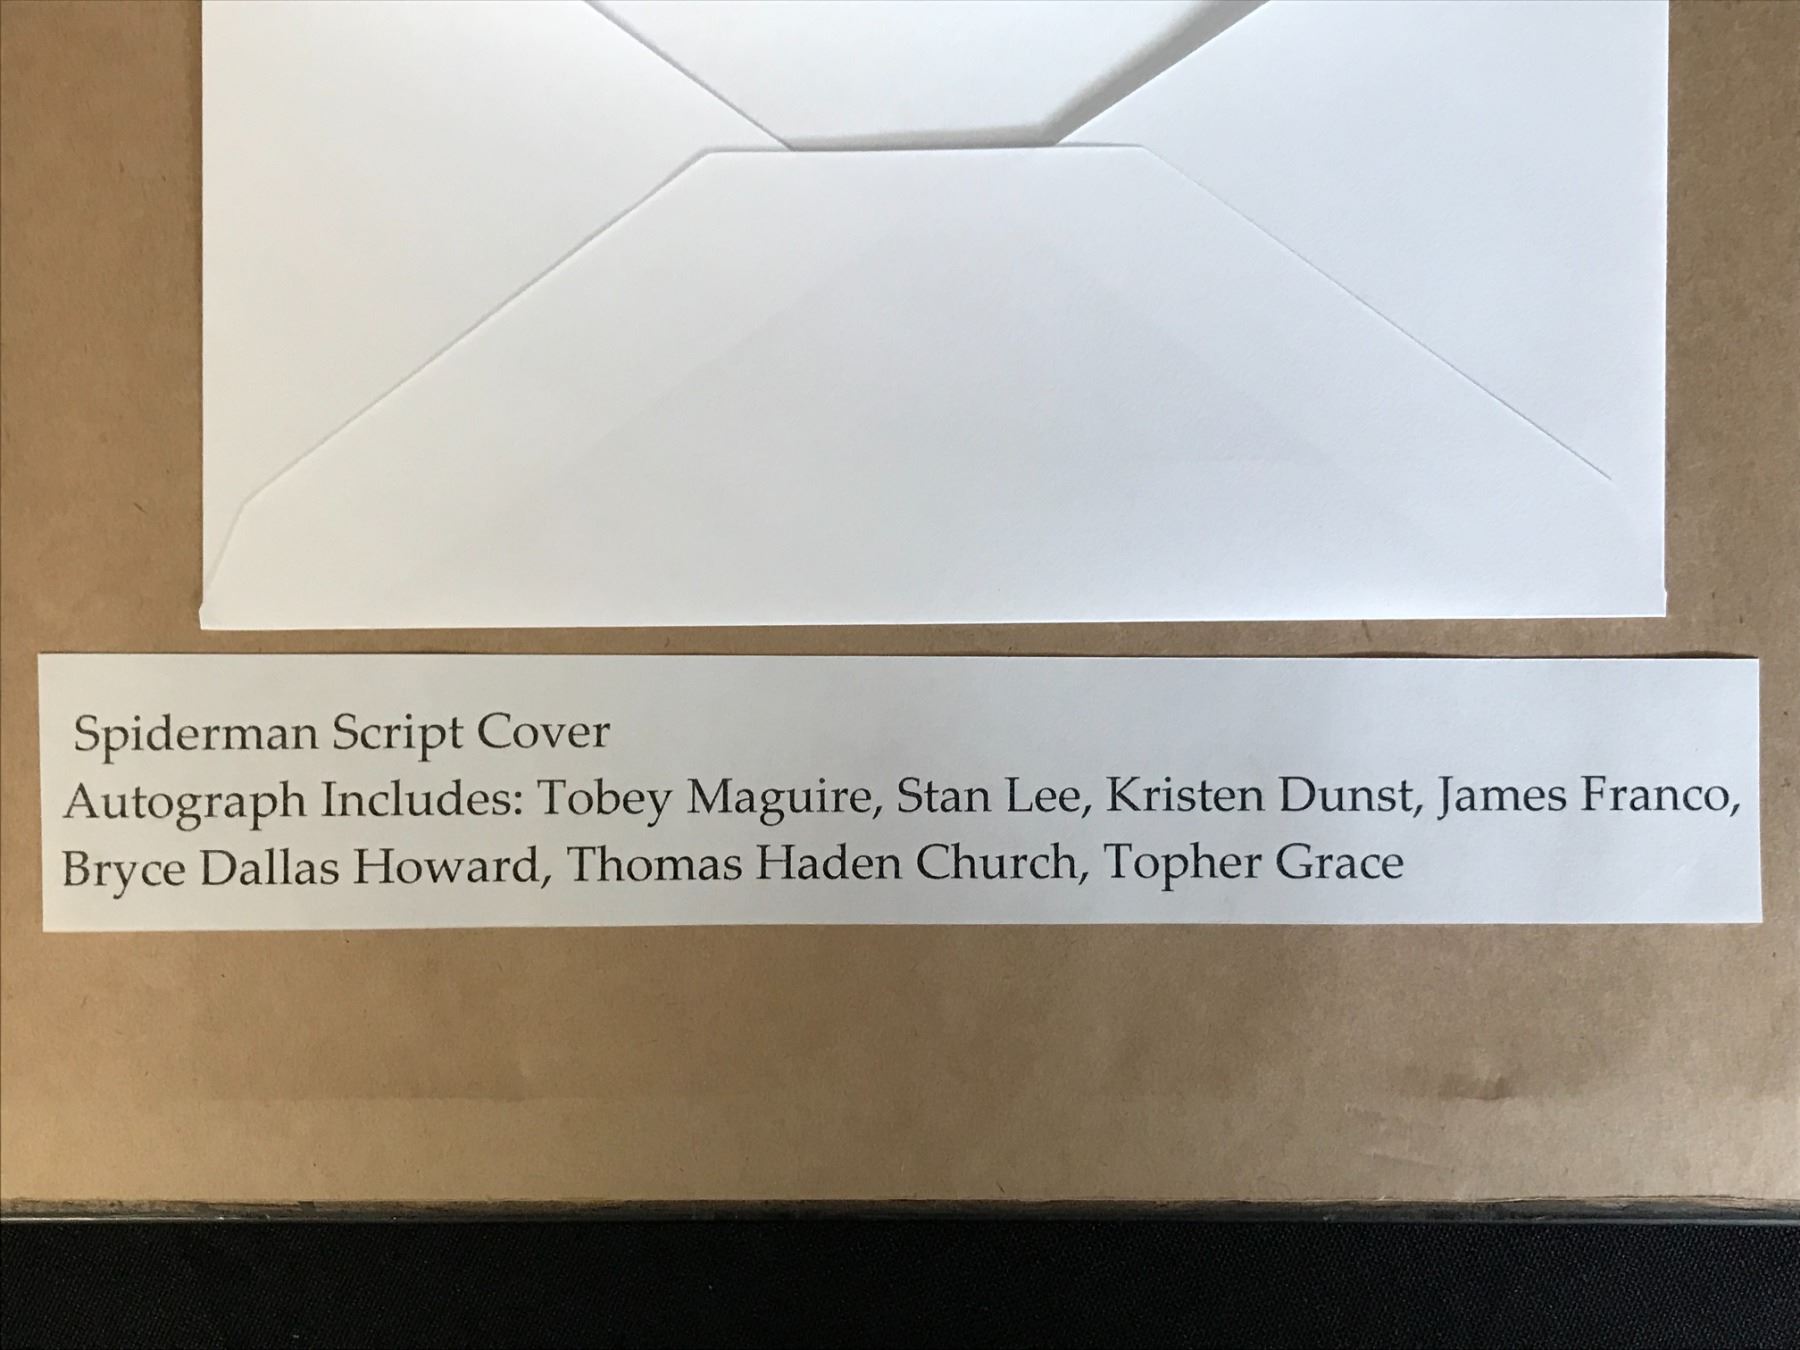 Spiderman Script Cover
Autograph Includes: Tobey Maguire, Stan Lee, Kristen Dunst, James Franco,
Bryce Dallas Howard, Thomas Haden Church, Topher Grace